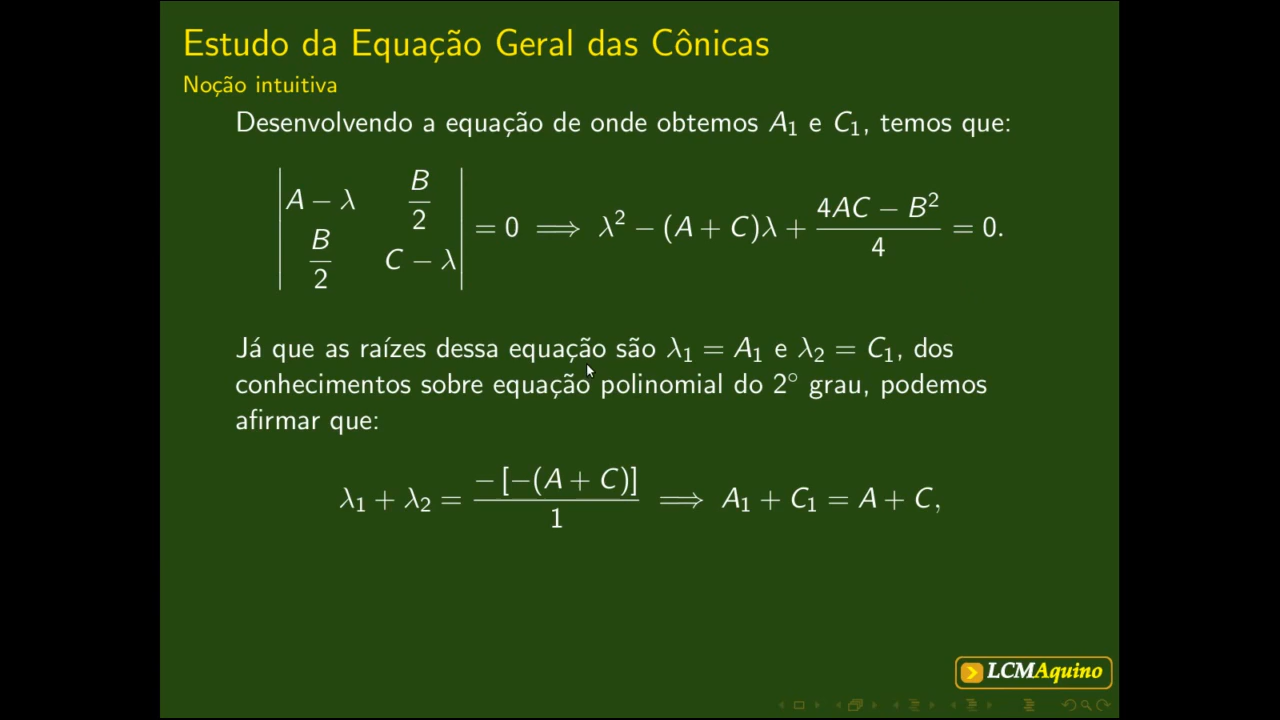 Estudo da Equação Geral das Cônicas
Noção intuitiva
Desenvolvendo a equação de onde obtemos A₁ e C₁, temos que:
| A − λ   B/2 ; B/2   C − λ | = 0 ⟹ λ² − (A + C)λ + (4AC − B²)/4 = 0.
Já que as raízes dessa equação são λ₁ = A₁ e λ₂ = C₁, dos
conhecimentos sobre equação polinomial do 2° grau, podemos
afirmar que:
λ₁ + λ₂ = − [−(A + C)]/1 ⟹ A₁ + C₁ = A + C,
LCMAquino